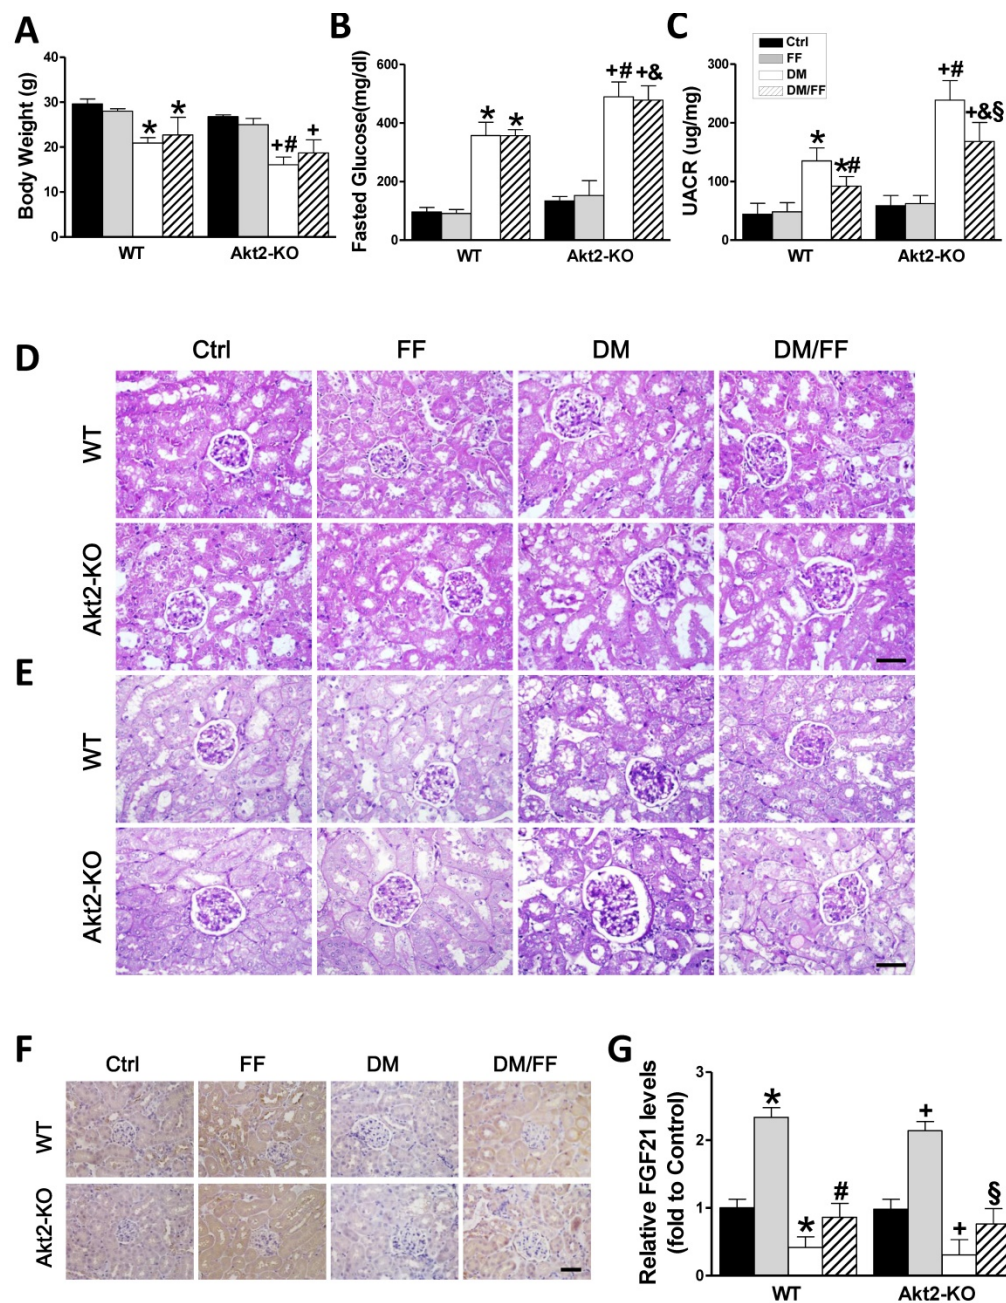 A
Body Weight (g)
40
30
20
10
0
*
*
+#
+
WT
Akt2-KO
B
Fasted Glucose(mg/dl)
600
400
200
0
*
*
+#
+&
WT
Akt2-KO
C
UACR (ug/mg)
300
200
100
0
Ctrl
FF
DM
DM/FF
*
*#
+#
+&§
WT
Akt2-KO
D
Ctrl
FF
DM
DM/FF
WT
Akt2-KO
E
WT
Akt2-KO
F
Ctrl
FF
DM
DM/FF
WT
Akt2-KO
G
Relative FGF21 levels
(fold to Control)
3
2
1
0
*
*
#
+
+
§
WT
Akt2-KO